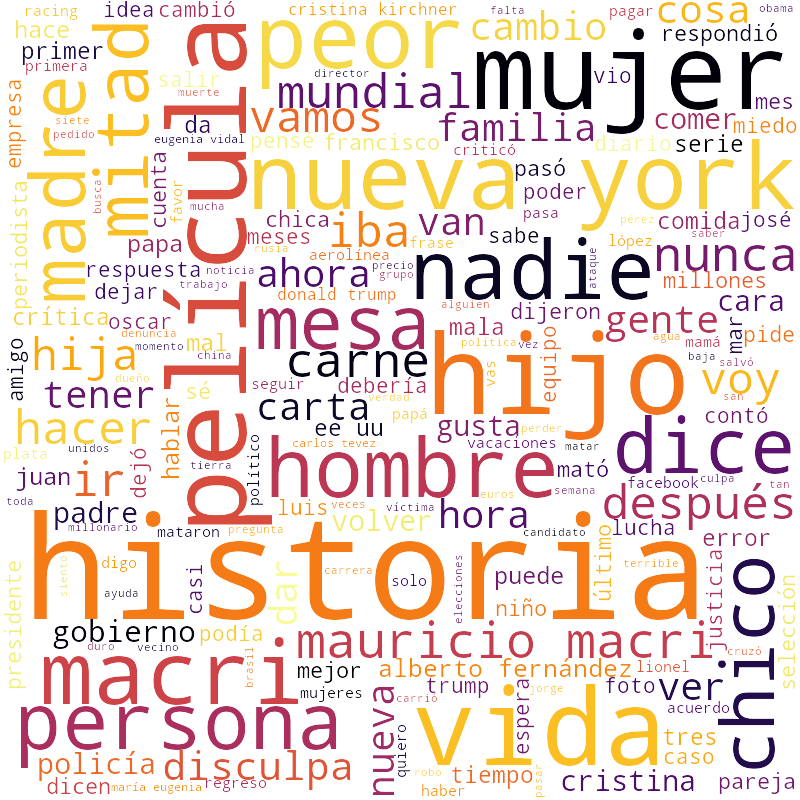 racing
idea
cambió
cristina kirchner
falta
pagar
cosa
obama
hace
peor
cambio
respondió
primer
película
mujer
primera
madre
mitad
salir
director
mundial
vio
mes
muerte
empresa
siete
pedido
da
vamos
familia
comer
miedo
eugenia vidal
pensé
francisco
criticó
diario
serie
periodista
busca
cuenta
favor
mucha
nueva york
pasó
poder
pasa
pérez
chica
iba
van
sabe
comida
josé
papa
meses
frase
lópez
saber
nunca
rusia
aerolínea
respuesta
noticia
ahora
precio
nadie
ataque
millones
dejar
trabajo
donald trump
grupo
alguien
cara
crítica
oscar
mesa
mala
dijeron
gente
mar
pide
denuncia
momento
china
política
vez
agua
mamá
baja
amigo
hija
mal
carne
hijo
equipo
salvó
dueño
vas
tener
sé
seguir
debería
voy
san
verdad
hacer
carta
papá
gusta
contó
ee uu
perder
plata
unidos
hablar
político
carlos tevez
vacaciones
dice
matar
juan
ir
dejó
tierra
hombre
mató
facebook
culpa
tan
toda
millonario
luis
veces
víctima
euros
semana
después
padre
mataron
pregunta
volver
hora
candidato
último
lucha
error
historia
presidente
siento
digo
casi
carrera
solo
elecciones
puede
terrible
justicia
chico
selección
ayuda
dar
niño
gobierno
podía
duro
vecino
brasil
mauricio macri
cruzó
macri
mejor
alberto fernández
lionel
mujeres
trump
foto
ver
acuerdo
persona
nueva
carrió
quiero
espera
vida
jorge
tres
caso
policía
disculpa
tiempo
robo
pasar
dicen
maría eugenia
regreso
haber
cristina
pareja